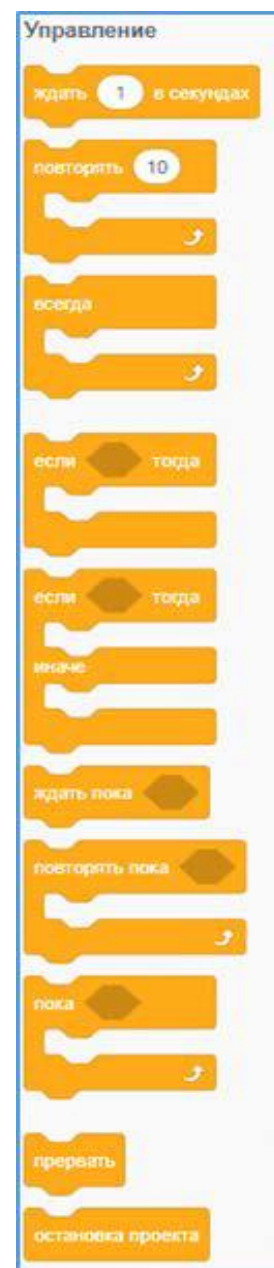 Управление
ждать 1 в секундах
повторять 10
всегда
если тогда
если тогда
иначе
ждать пока
повторять пока
пока
прервать
остановка проекта